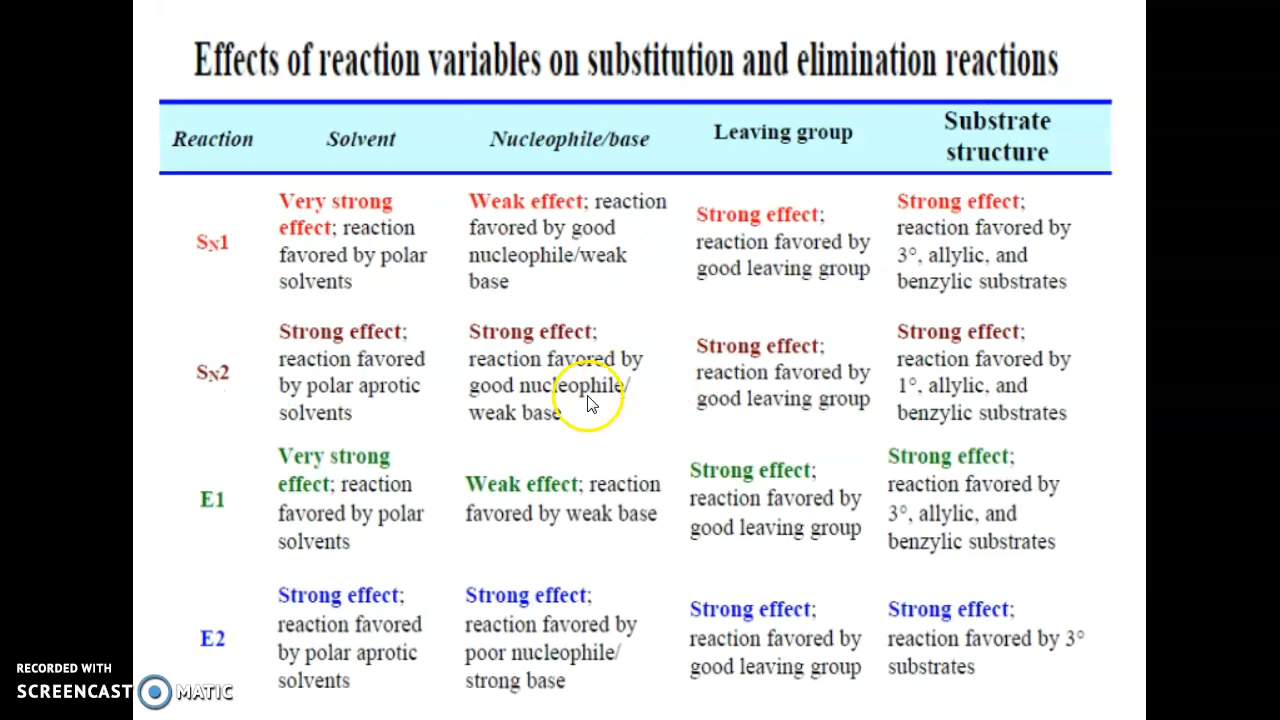 Effects of reaction variables on substitution and elimination reactions
Reaction
Solvent
Nucleophile/base
Leaving group
Substrate
structure
SN1
Very strong
effect; reaction
favored by polar
solvents
Weak effect; reaction
favored by good
nucleophile/weak
base
Strong effect;
reaction favored by
good leaving group
Strong effect;
reaction favored by
3°, allylic, and
benzylic substrates
SN2
Strong effect;
reaction favored
by polar aprotic
solvents
Strong effect;
reaction favored by
good nucleophile/
weak base
Strong effect;
reaction favored by
good leaving group
Strong effect;
reaction favored by
1°, allylic, and
benzylic substrates
E1
Very strong
effect; reaction
favored by polar
solvents
Weak effect; reaction
favored by weak base
Strong effect;
reaction favored by
good leaving group
Strong effect;
reaction favored by
3°, allylic, and
benzylic substrates
E2
Strong effect;
reaction favored
by polar aprotic
solvents
Strong effect;
reaction favored by
poor nucleophile/
strong base
Strong effect;
reaction favored by
good leaving group
Strong effect;
reaction favored by 3°
substrates
RECORDED WITH
SCREENCAST MATIC